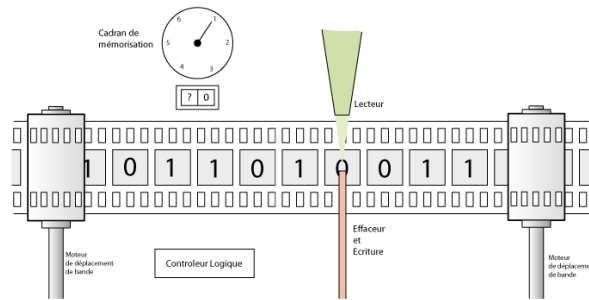 Cadran de
mémorisation
6
1
5
2
4
3
? 0
Lecteur
1 0 1 1 0 1 0 0 1 1
Effaceur
et
Ecriture
Moteur
de déplacement
de bande
Controleur Logique
Moteur
de déplacement
de bande